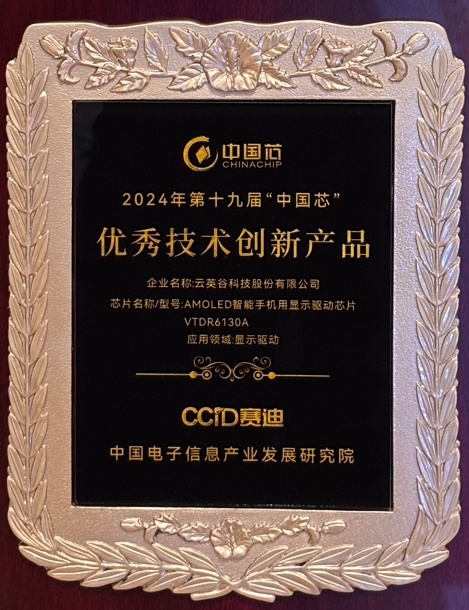 中国芯
CHINACHIP
2024年第十九届“中国芯”
优秀技术创新产品
企业名称:云英谷科技股份有限公司
芯片名称/型号:AMOLED智能手机用显示驱动芯片
VTDR6130A
应用领域:显示驱动
CCID赛迪
中国电子信息产业发展研究院